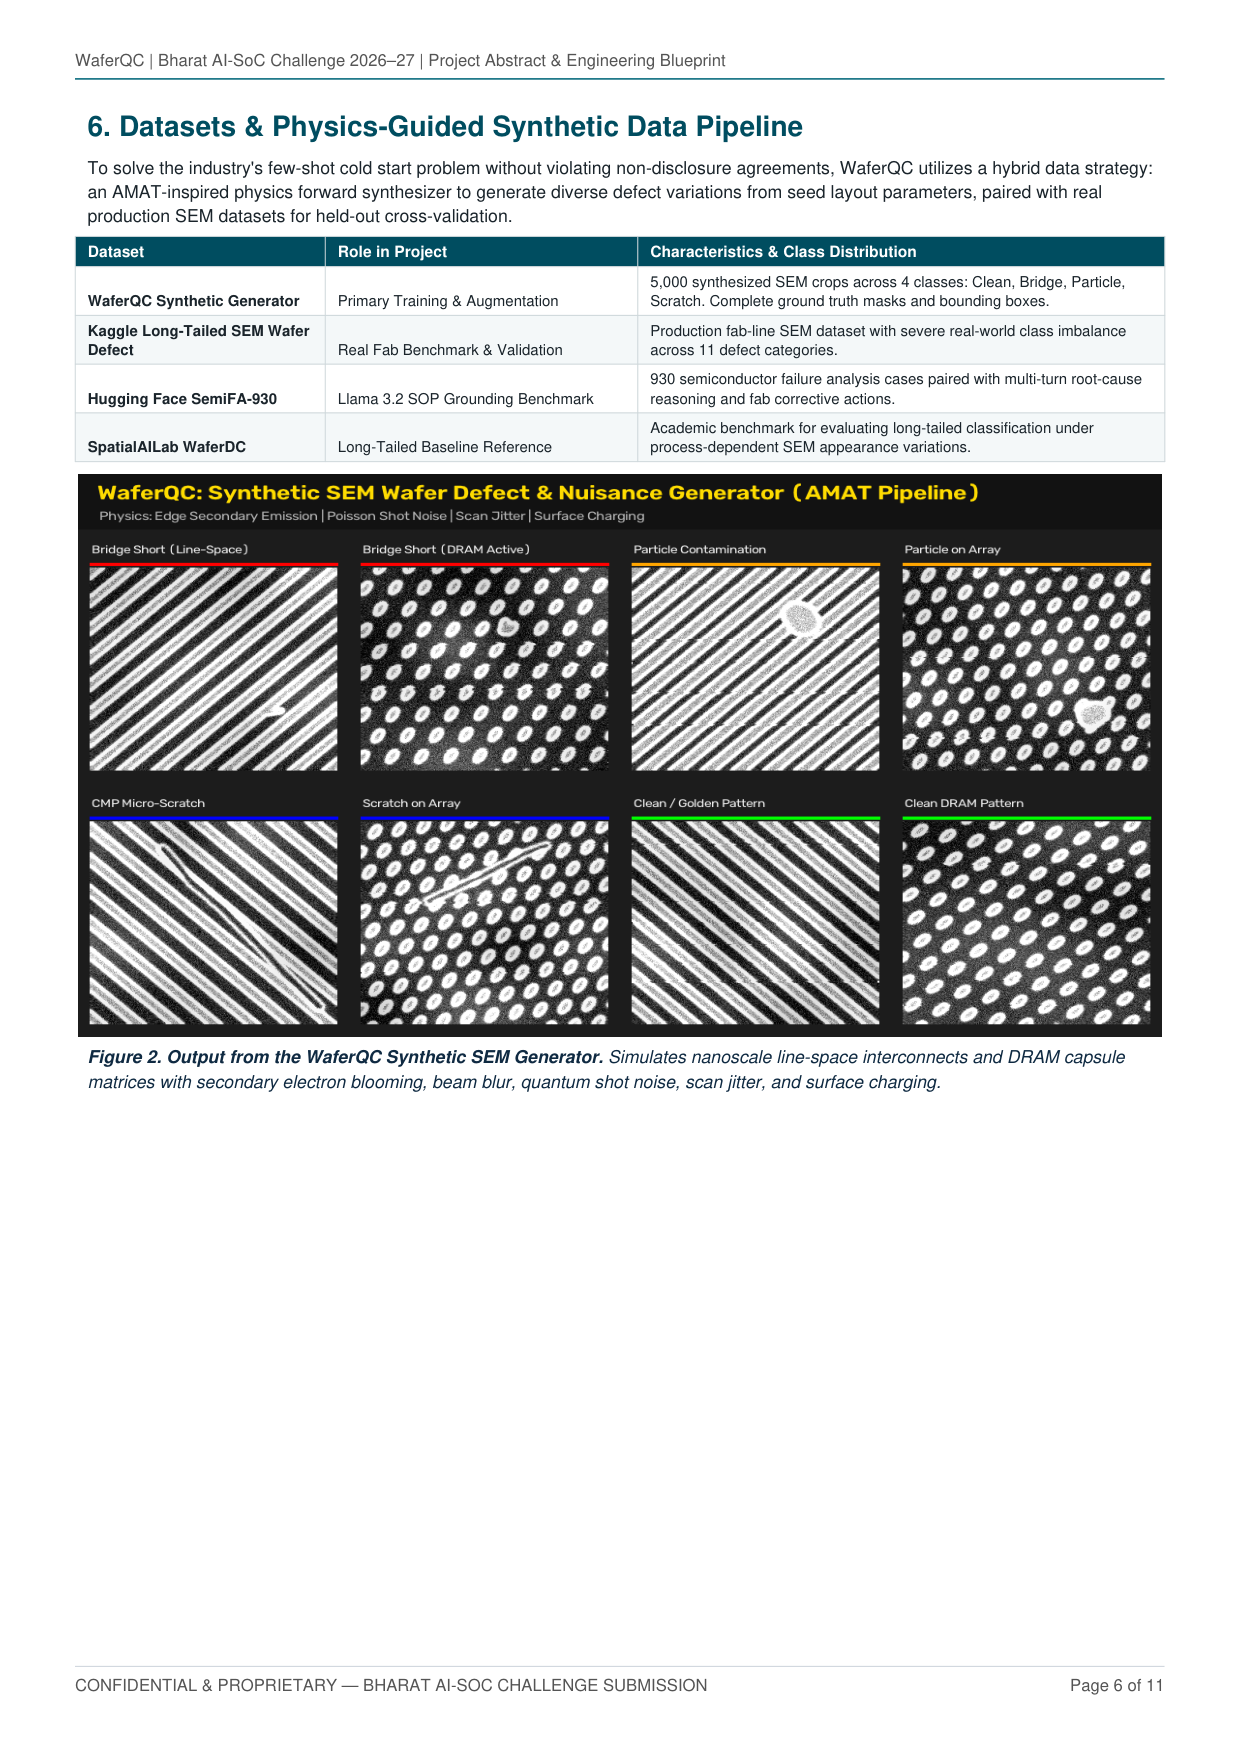 WaferQC | Bharat AI-SoC Challenge 2026–27 | Project Abstract & Engineering Blueprint
6. Datasets & Physics-Guided Synthetic Data Pipeline
To solve the industry's few-shot cold start problem without violating non-disclosure agreements, WaferQC utilizes a hybrid data strategy:
an AMAT-inspired physics forward synthesizer to generate diverse defect variations from seed layout parameters, paired with real
production SEM datasets for held-out cross-validation.
Dataset Role in Project Characteristics & Class Distribution
WaferQC Synthetic Generator Primary Training & Augmentation 5,000 synthesized SEM crops across 4 classes: Clean, Bridge, Particle,
Scratch. Complete ground truth masks and bounding boxes.
Kaggle Long-Tailed SEM Wafer
Defect Real Fab Benchmark & Validation Production fab-line SEM dataset with severe real-world class imbalance
across 11 defect categories.
Hugging Face SemiFA-930 Llama 3.2 SOP Grounding Benchmark 930 semiconductor failure analysis cases paired with multi-turn root-cause
reasoning and fab corrective actions.
SpatialAILab WaferDC Long-Tailed Baseline Reference Academic benchmark for evaluating long-tailed classification under
process-dependent SEM appearance variations.
WaferQC: Synthetic SEM Wafer Defect & Nuisance Generator (AMAT Pipeline)
Physics: Edge Secondary Emission | Poisson Shot Noise | Scan Jitter | Surface Charging
Bridge Short (Line-Space) Bridge Short (DRAM Active) Particle Contamination Particle on Array
CMP Micro-Scratch Scratch on Array Clean / Golden Pattern Clean DRAM Pattern
Figure 2. Output from the WaferQC Synthetic SEM Generator. Simulates nanoscale line-space interconnects and DRAM capsule
matrices with secondary electron blooming, beam blur, quantum shot noise, scan jitter, and surface charging.
CONFIDENTIAL & PROPRIETARY — BHARAT AI-SOC CHALLENGE SUBMISSION Page 6 of 11